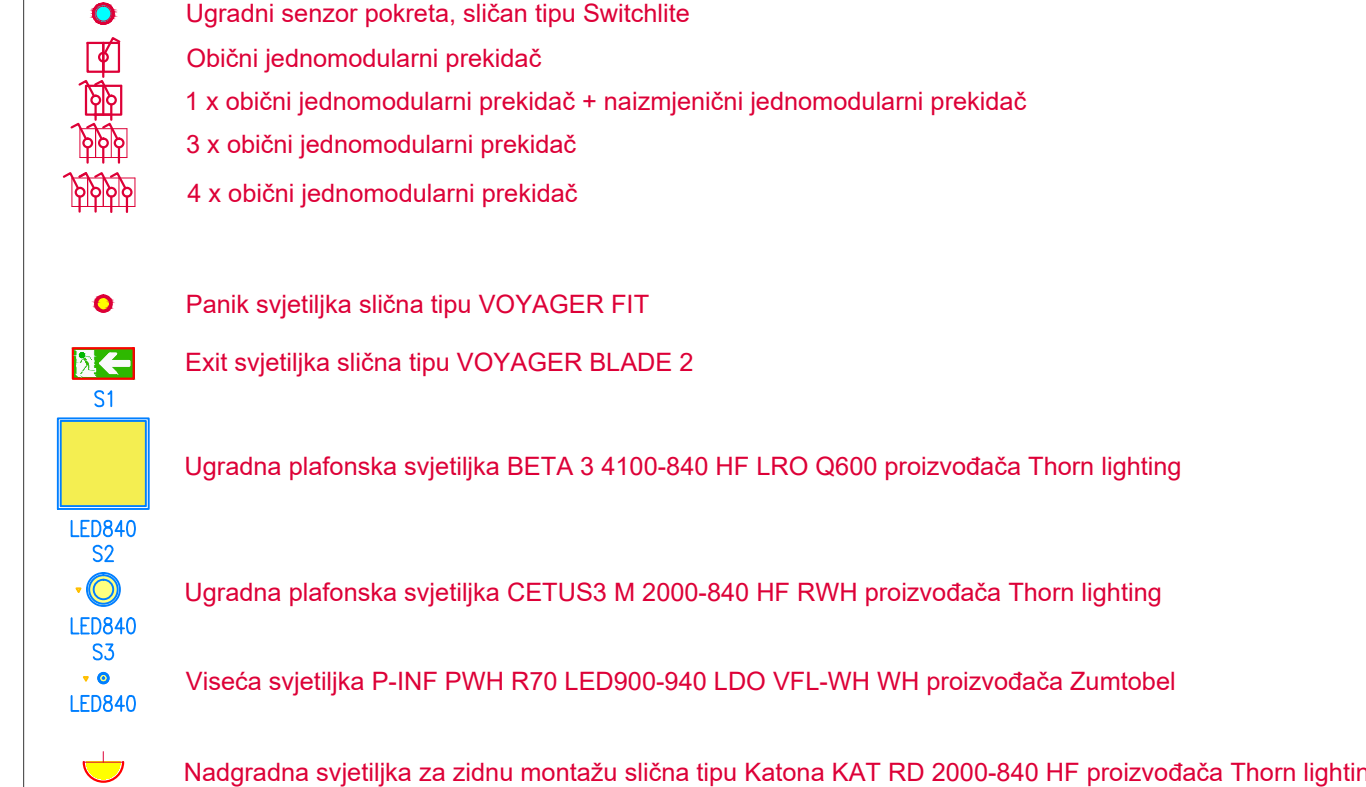 Ugradni senzor pokreta, sličan tipu Switchlite
Obični jednomodularni prekidač
1 x obični jednomodularni prekidač + naizmjenični jednomodularni prekidač
3 x obični jednomodularni prekidač
4 x obični jednomodularni prekidač
Panik svjetiljka slična tipu VOYAGER FIT
Exit svjetiljka slična tipu VOYAGER BLADE 2
S1
Ugradna plafonska svjetiljka BETA 3 4100-840 HF LRO Q600 proizvođača Thorn lighting
LED840
S2
Ugradna plafonska svjetiljka CETUS3 M 2000-840 HF RWH proizvođača Thorn lighting
LED840
S3
Viseća svjetiljka P-INF PWH R70 LED900-940 LDO VFL-WH WH proizvođača Zumtobel
LED840
Nadgradna svjetiljka za zidnu montažu slična tipu Katona KAT RD 2000-840 HF proizvođača Thorn lightin